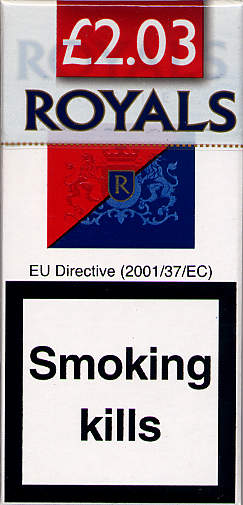 £2.03
ROYALS
R
EU Directive (2001/37/EC)
Smoking
kills